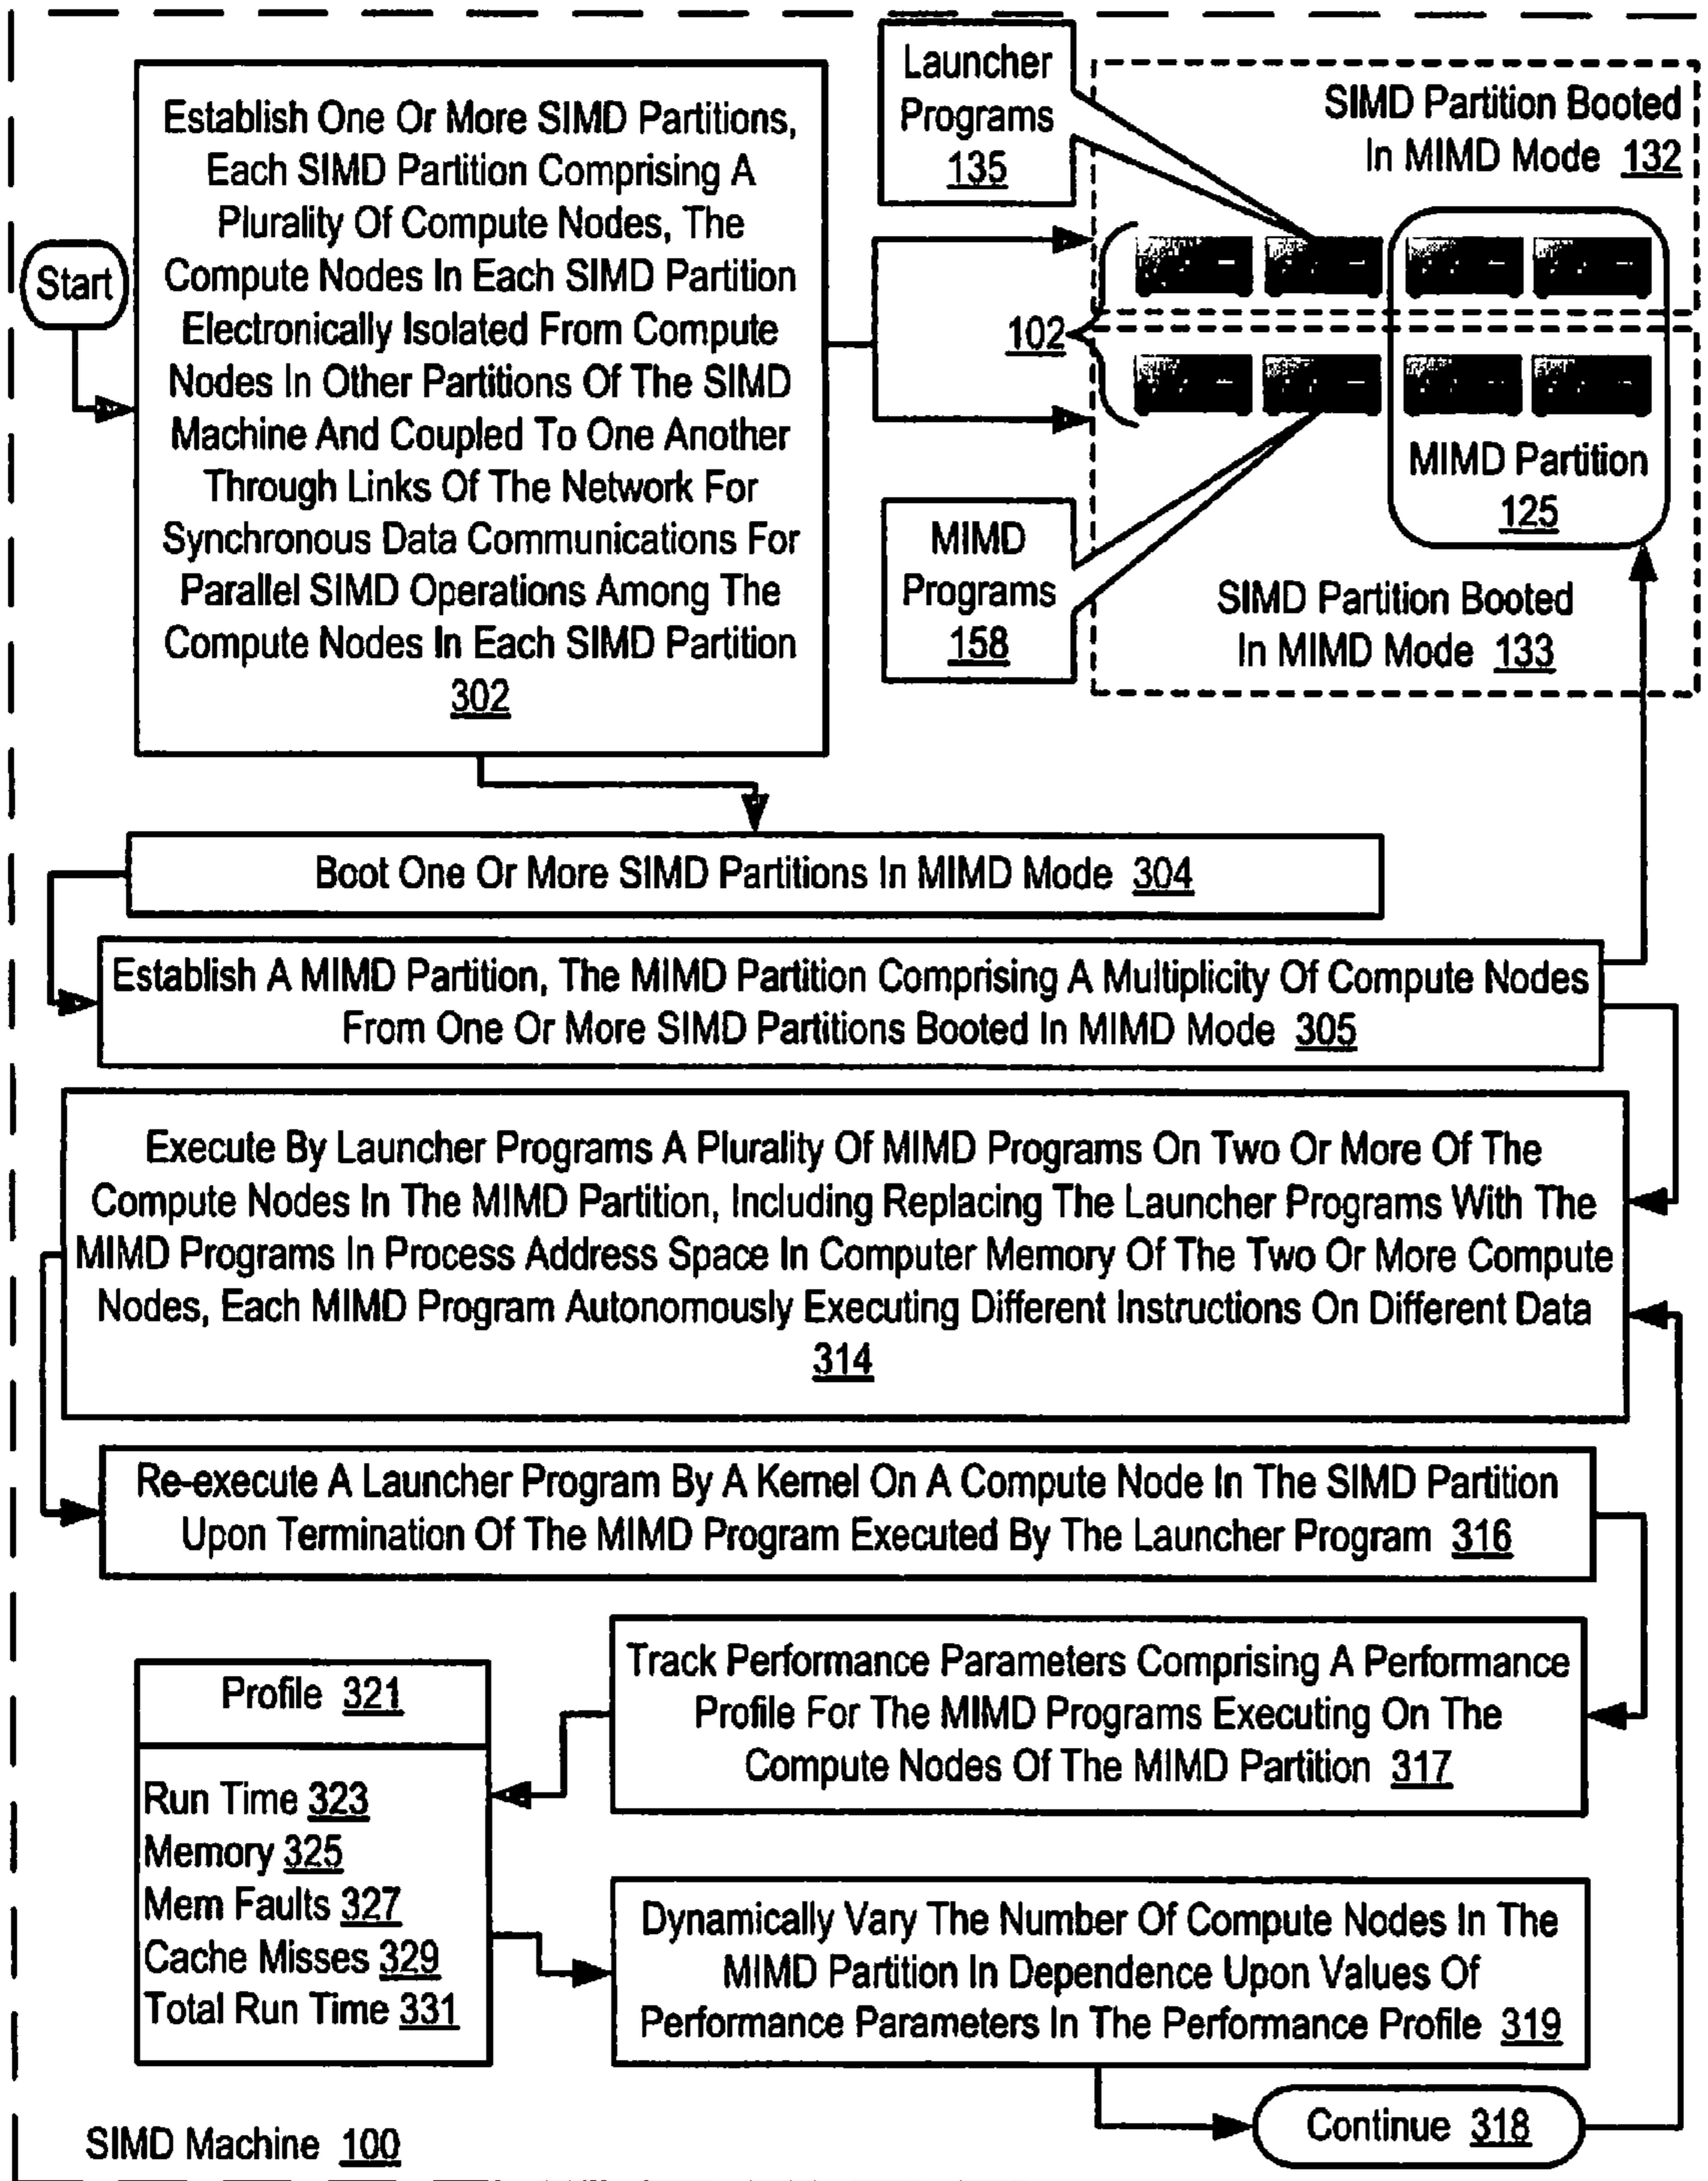 Start
Establish One Or More SIMD Partitions,
Each SIMD Partition Comprising A
Plurality Of Compute Nodes, The
Compute Nodes In Each SIMD Partition
Electronically Isolated From Compute
Nodes In Other Partitions Of The SIMD
Machine And Coupled To One Another
Through Links Of The Network For
Synchronous Data Communications For
Parallel SIMD Operations Among The
Compute Nodes In Each SIMD Partition
302
Launcher
Programs
135
SIMD Partition Booted
In MIMD Mode 132
102
MIMD Partition
125
MIMD
Programs
158
SIMD Partition Booted
In MIMD Mode 133
Boot One Or More SIMD Partitions In MIMD Mode 304
Establish A MIMD Partition, The MIMD Partition Comprising A Multiplicity Of Compute Nodes
From One Or More SIMD Partitions Booted In MIMD Mode 305
Execute By Launcher Programs A Plurality Of MIMD Programs On Two Or More Of The
Compute Nodes In The MIMD Partition, Including Replacing The Launcher Programs With The
MIMD Programs In Process Address Space In Computer Memory Of The Two Or More Compute
Nodes, Each MIMD Program Autonomously Executing Different Instructions On Different Data
314
Re-execute A Launcher Program By A Kernel On A Compute Node In The SIMD Partition
Upon Termination Of The MIMD Program Executed By The Launcher Program 316
Track Performance Parameters Comprising A Performance
Profile For The MIMD Programs Executing On The
Compute Nodes Of The MIMD Partition 317
Profile 321
Run Time 323
Memory 325
Mem Faults 327
Cache Misses 329
Total Run Time 331
Dynamically Vary The Number Of Compute Nodes In The
MIMD Partition In Dependence Upon Values Of
Performance Parameters In The Performance Profile 319
Continue 318
SIMD Machine 100